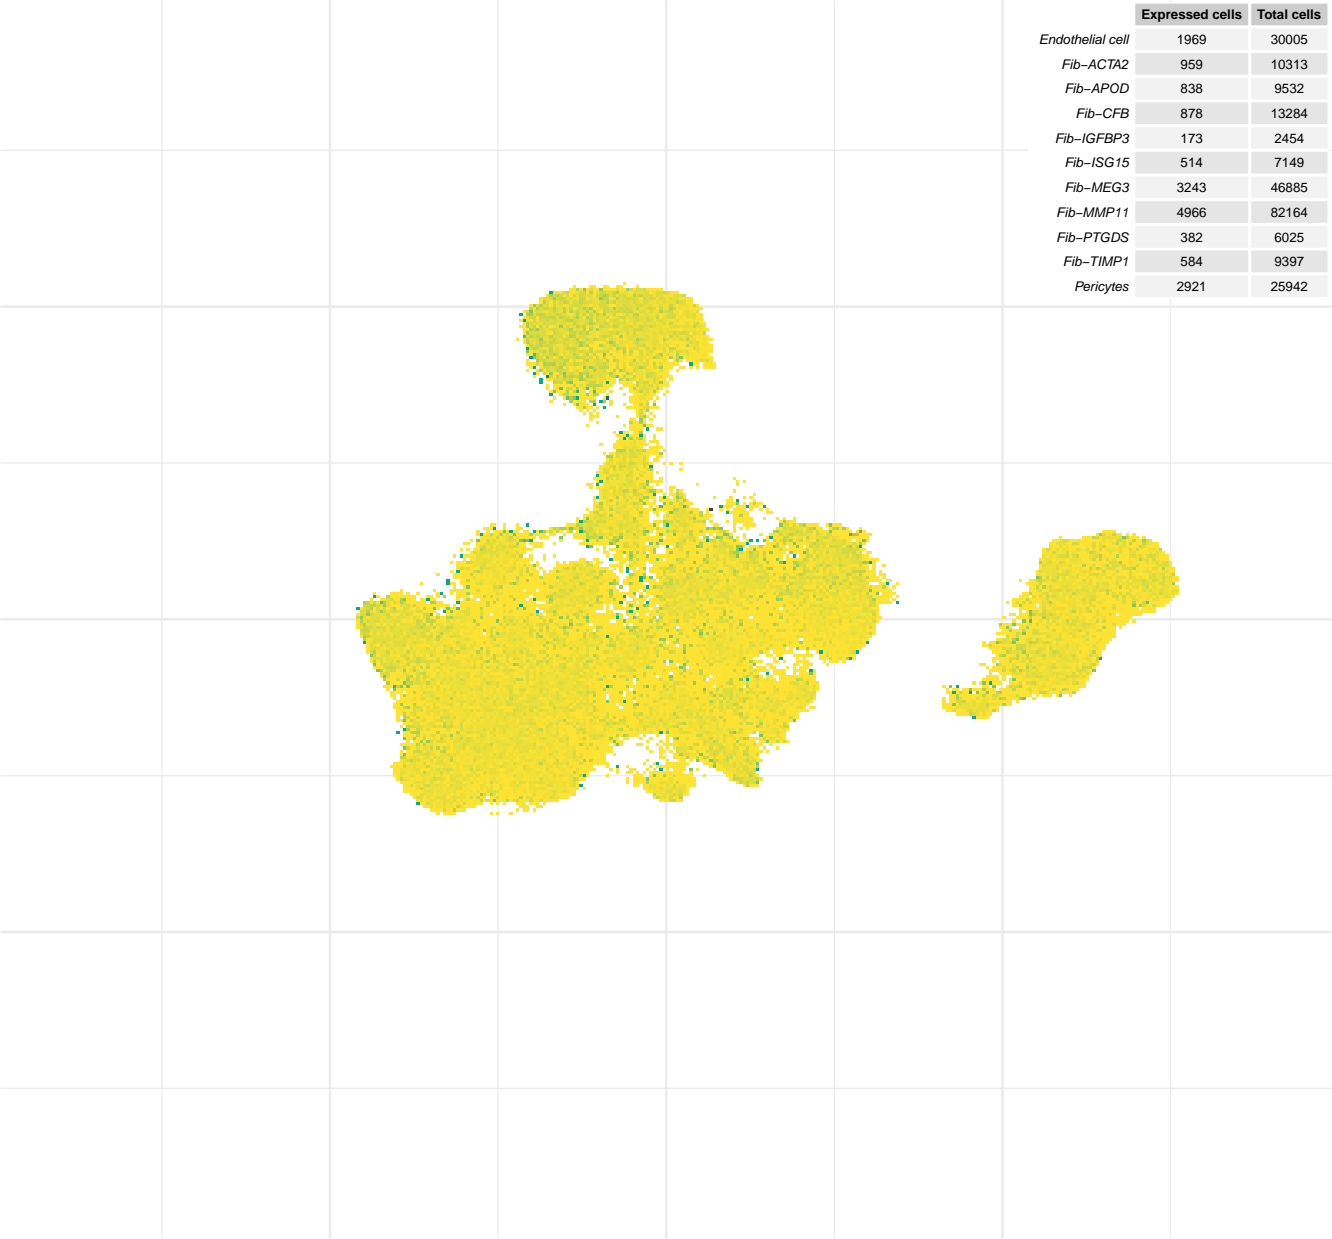 Expressed cells Total cells
Endothelial cell 1969 30005
Fib−ACTA2 959 10313
Fib−APOD 838 9532
Fib−CFB 878 13284
Fib−IGFBP3 173 2454
Fib−ISG15 514 7149
Fib−MEG3 3243 46885
Fib−MMP11 4966 82164
Fib−PTGDS 382 6025
Fib−TIMP1 584 9397
Pericytes 2921 25942